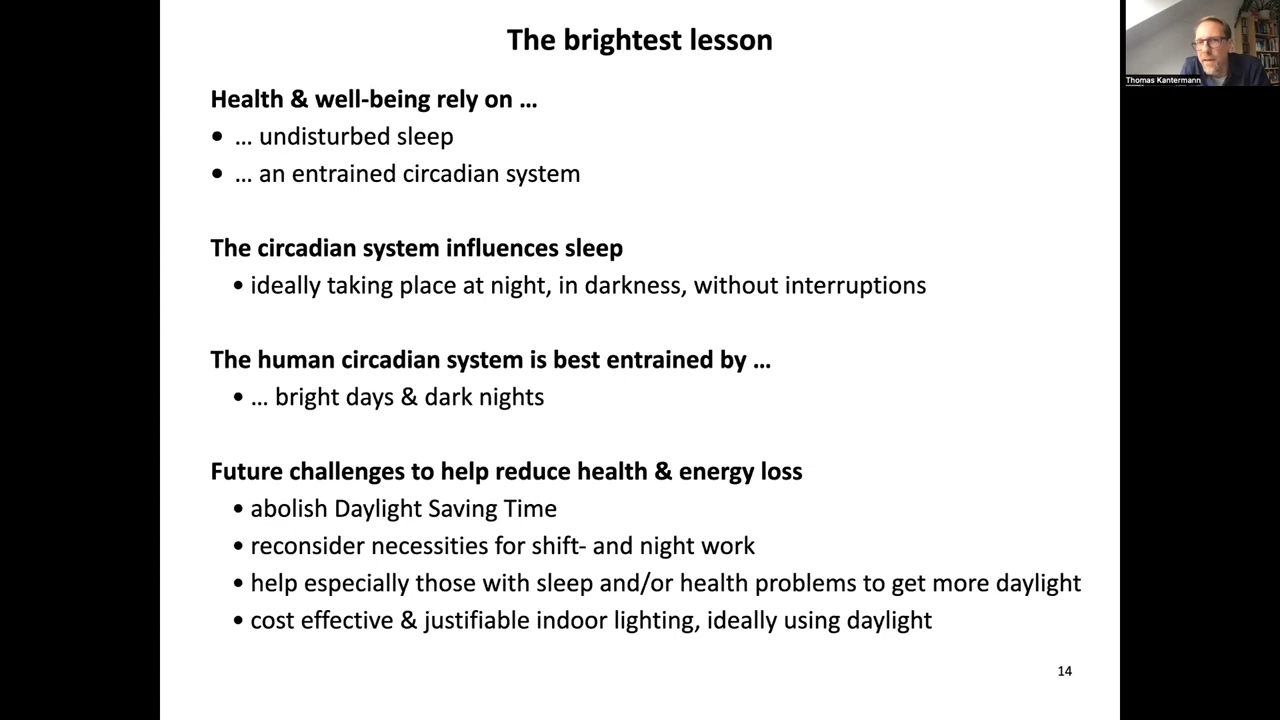 The brightest lesson
Thomas Kantermann
Health & well-being rely on …
• … undisturbed sleep
• … an entrained circadian system
The circadian system influences sleep
• ideally taking place at night, in darkness, without interruptions
The human circadian system is best entrained by …
• … bright days & dark nights
Future challenges to help reduce health & energy loss
• abolish Daylight Saving Time
• reconsider necessities for shift- and night work
• help especially those with sleep and/or health problems to get more daylight
• cost effective & justifiable indoor lighting, ideally using daylight
14